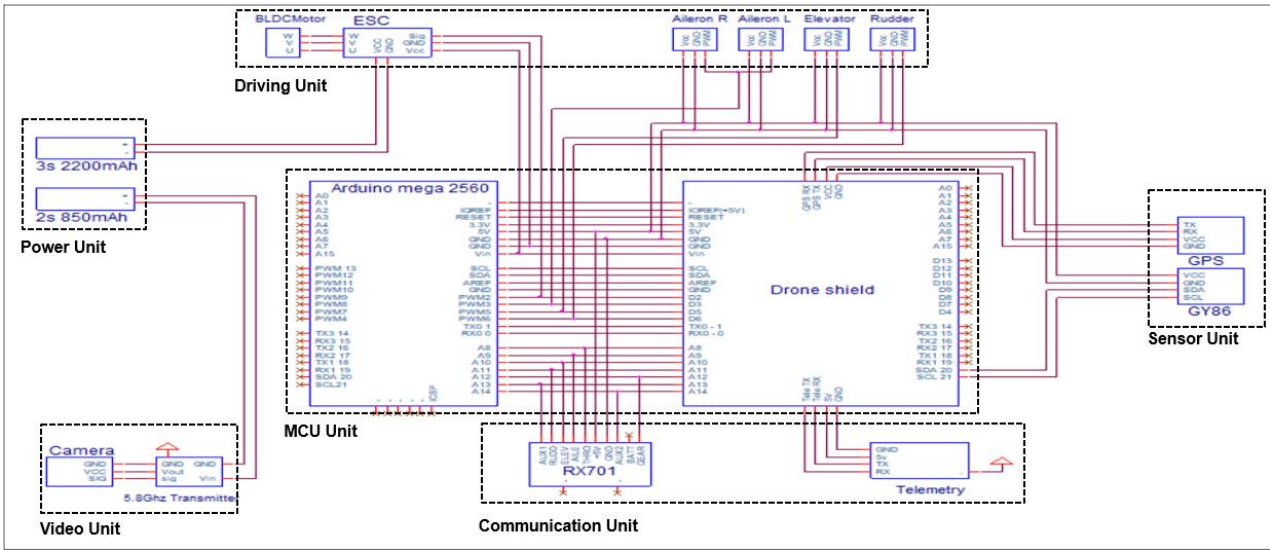 BLDCMotor
W
V
U
ESC
W
V
U
VCC
GND
Sig
GND
Vcc
Aileron R
Vcc
GND
PWM
Aileron L
Vcc
GND
PWM
Elevator
Vcc
GND
PWM
Rudder
Vcc
GND
PWM
Driving Unit
+
-
3s 2200mAh
+
-
2s 850mAh
Power Unit
Arduino mega 2560
A0
A1
A2
A3
A4
A5
A6
A7
A15
PWM 13
PWM12
PWM11
PWM10
PWM9
PWM8
PWM7
PWM4
TX3 14
RX3 15
TX2 16
RX2 17
TX1 18
RX1 19
SDA 20
SCL21
-
IOREF
RESET
3.3V
5V
GND
GND
Vin
SCL
SDA
AREF
GND
PWM2
PWM3
PWM5
PWM6
TX0 1
RX0 0
A8
A9
A10
A11
A12
A13
A14
ICSP
-
IOREF(+5V)
RESET
3.3V
5V
GND
GND
Vin
SCL
SDA
AREF
GND
D2
D3
D5
D6
TX0 - 1
RX0 - 0
A8
A9
A10
A11
A12
A13
A14
GPS RX
GPS TX
VCC
GND
Drone shield
A0
A1
A2
A3
A4
A5
A6
A7
A15
D13
D12
D11
D10
D9
D8
D7
D4
TX3 14
RX3 15
TX2 16
RX2 17
TX1 18
RX1 19
SDA 20
SCL 21
Tele TX
Tele RX
5v
GND
MCU Unit
TX
RX
VCC
GND
GPS
VCC
GND
SDA
SCL
GY86
Sensor Unit
Camera
GND
VCC
SIG
GND
Vout
sig
GND
Vin
5.8Ghz Transmitter
Video Unit
AUX1
RUDD
ELEV
AILE
THRO
+5V
GND
AUX2
BATT
GEAR
RX701
GND
5v
TX
RX
-
Telemetry
Communication Unit